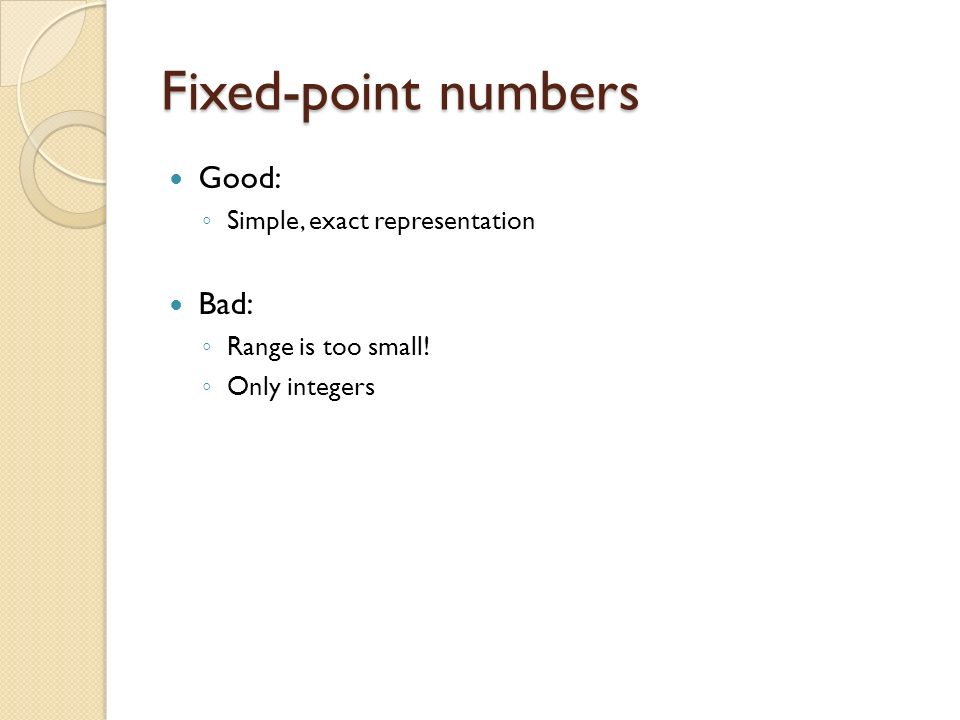 Fixed-point numbers
Good:
Simple, exact representation
Bad:
Range is too small!
Only integers